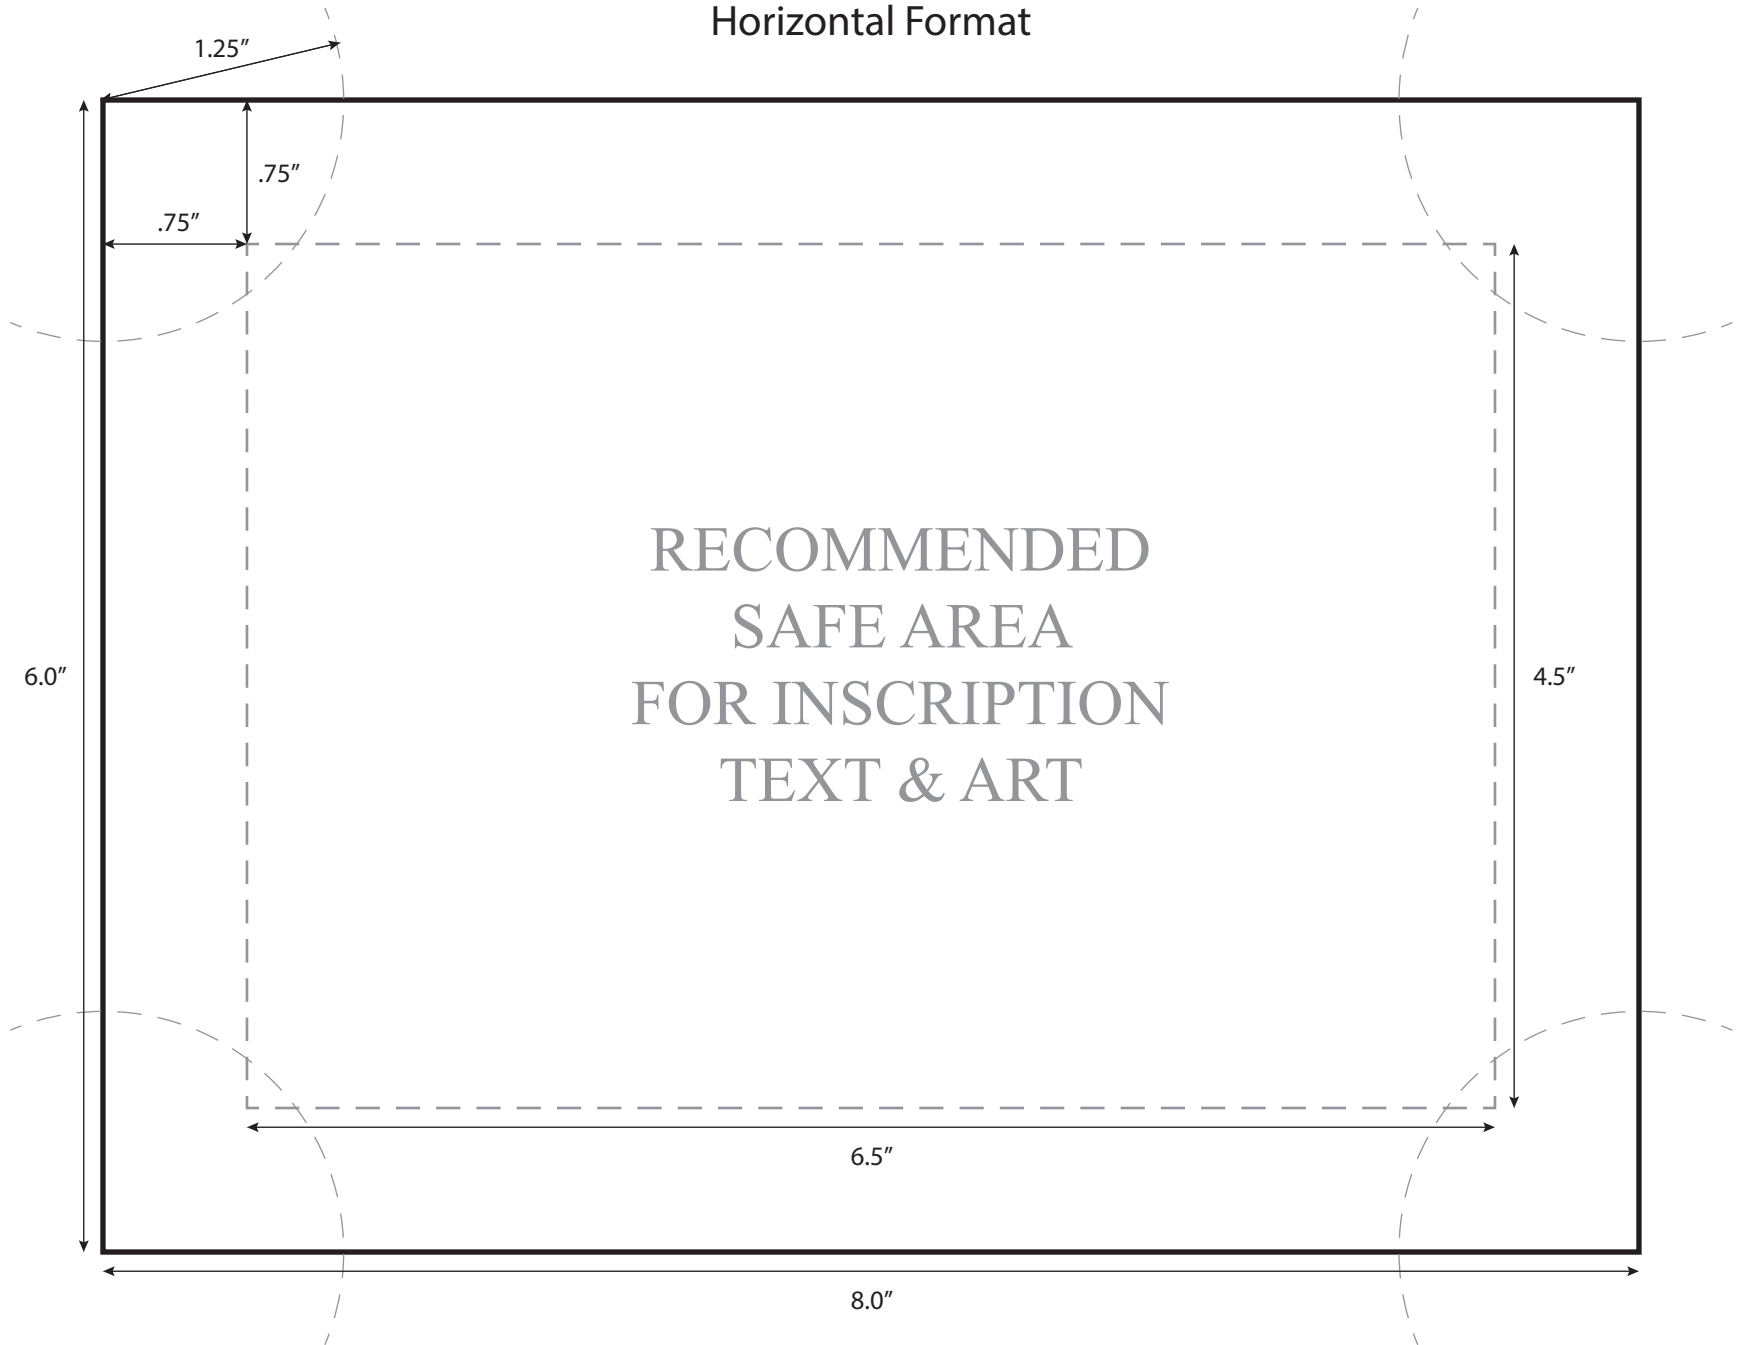 Horizontal Format
1.25”
.75”
.75”
RECOMMENDED
SAFE AREA
FOR INSCRIPTION
TEXT & ART
6.0”
4.5”
6.5”
8.0”